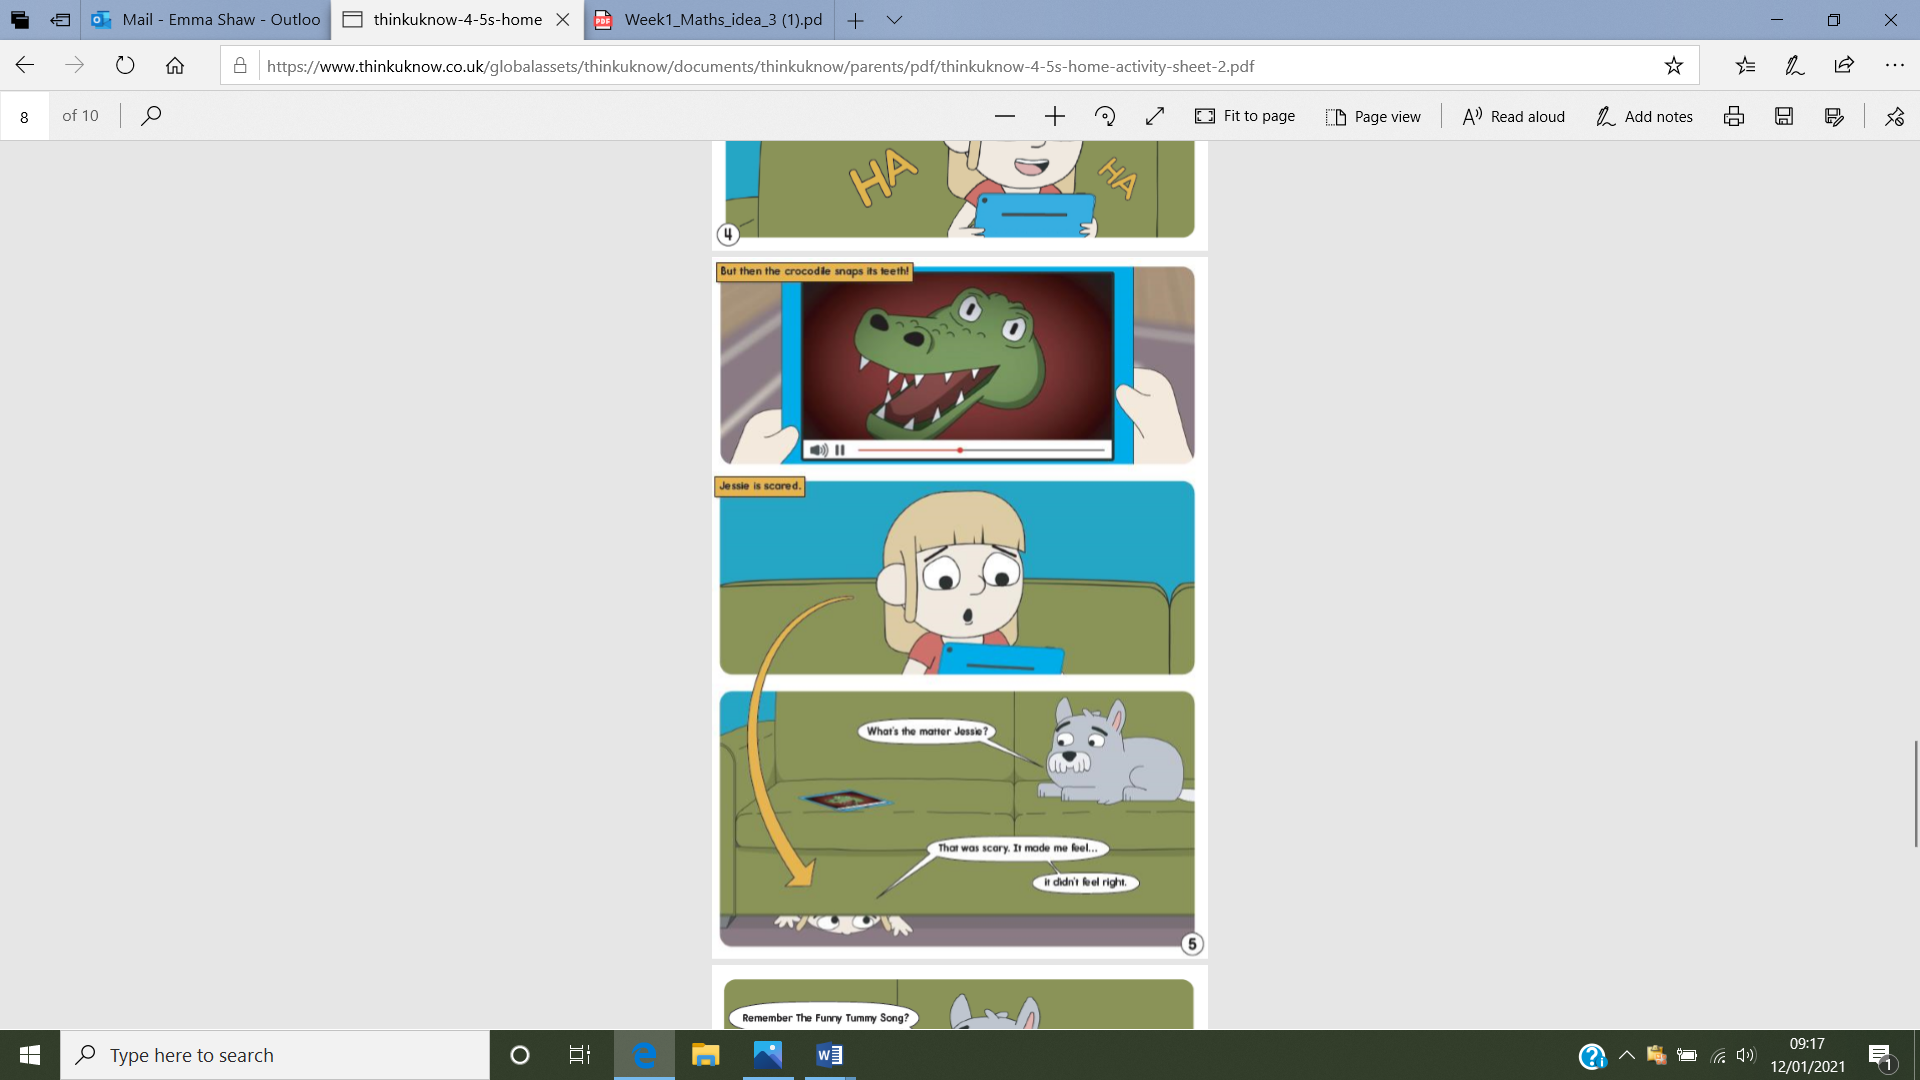 Mail - Emma Shaw - Outloo
thinkuknow-4-5s-home
Week1_Maths_idea_3 (1).pd
https://www.thinkuknow.co.uk/globalassets/thinkuknow/documents/thinkuknow/parents/pdf/thinkuknow-4-5s-home-activity-sheet-2.pdf
8 of 10
Fit to page
Page view
Read aloud
Add notes
HA
HA
4
But then the crocodile snaps its teeth!
Jessie is scared.
What's the matter Jessie?
That was scary. It made me feel...
it didn't feel right.
5
Remember The Funny Tummy Song?
Type here to search
09:17
12/01/2021
1